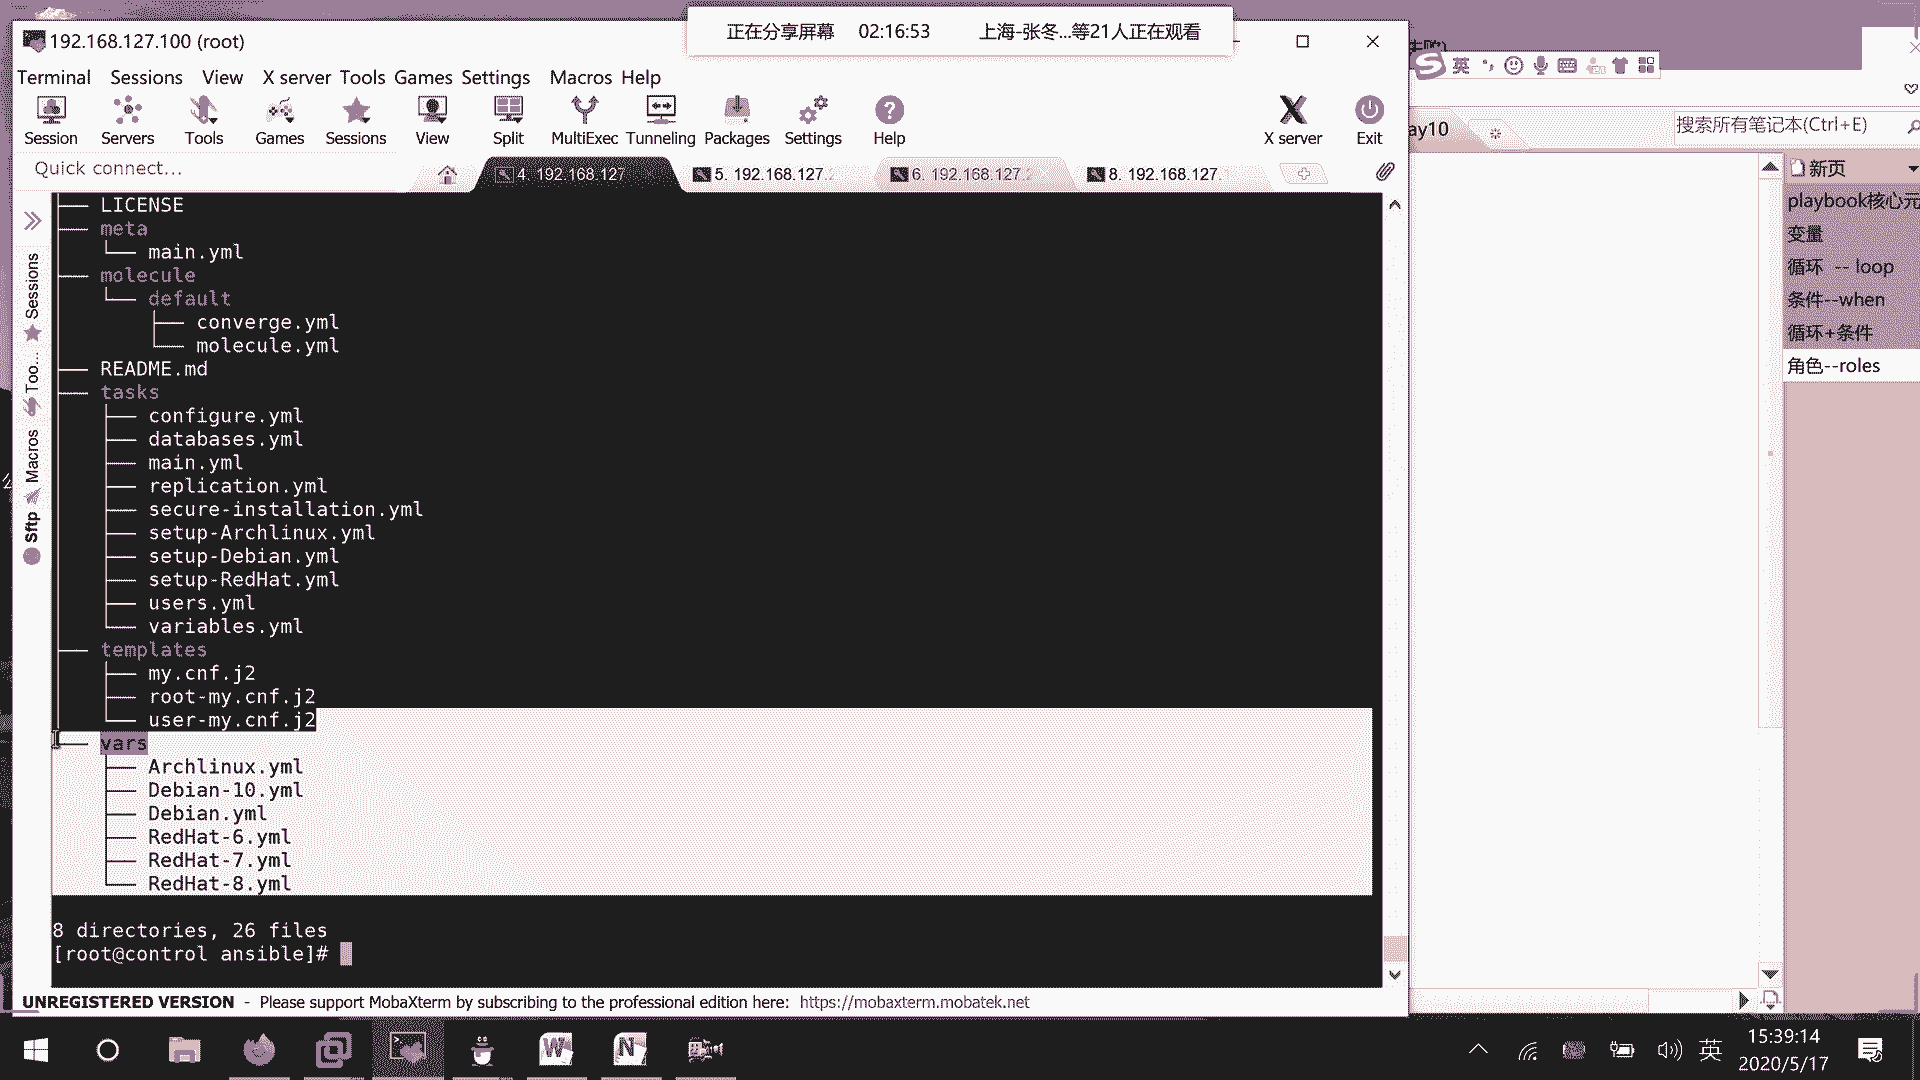 正在分享屏幕 02:16:53 上海-张冬...等21人正在观看
192.168.127.100 (root)
Terminal Sessions View X server Tools Games Settings Macros Help
英
Session Servers Tools Games Sessions View Split MultiExec Tunneling Packages Settings Help X server Exit
ay10
搜索所有笔记本(Ctrl+E)
Quick connect...
4. 192.168.127
5. 192.168.127.2
6. 192.168.127.2
8. 192.168.127.1
新页
playbook核心元
变量
循环 -- loop
条件--when
循环+条件
角色--roles
Sessions
Too...
Macros
Sftp
├── LICENSE
├── meta
│   └── main.yml
├── molecule
│   └── default
│       ├── converge.yml
│       └── molecule.yml
├── README.md
├── tasks
│   ├── configure.yml
│   ├── databases.yml
│   ├── main.yml
│   ├── replication.yml
│   ├── secure-installation.yml
│   ├── setup-Archlinux.yml
│   ├── setup-Debian.yml
│   ├── setup-RedHat.yml
│   ├── users.yml
│   └── variables.yml
├── templates
│   ├── my.cnf.j2
│   ├── root-my.cnf.j2
│   └── user-my.cnf.j2
└── vars
    ├── Archlinux.yml
    ├── Debian-10.yml
    ├── Debian.yml
    ├── RedHat-6.yml
    ├── RedHat-7.yml
    └── RedHat-8.yml
8 directories, 26 files
[root@control ansible]#
UNREGISTERED VERSION - Please support MobaXterm by subscribing to the professional edition here: https://mobaxterm.mobatek.net
英
15:39:14
2020/5/17